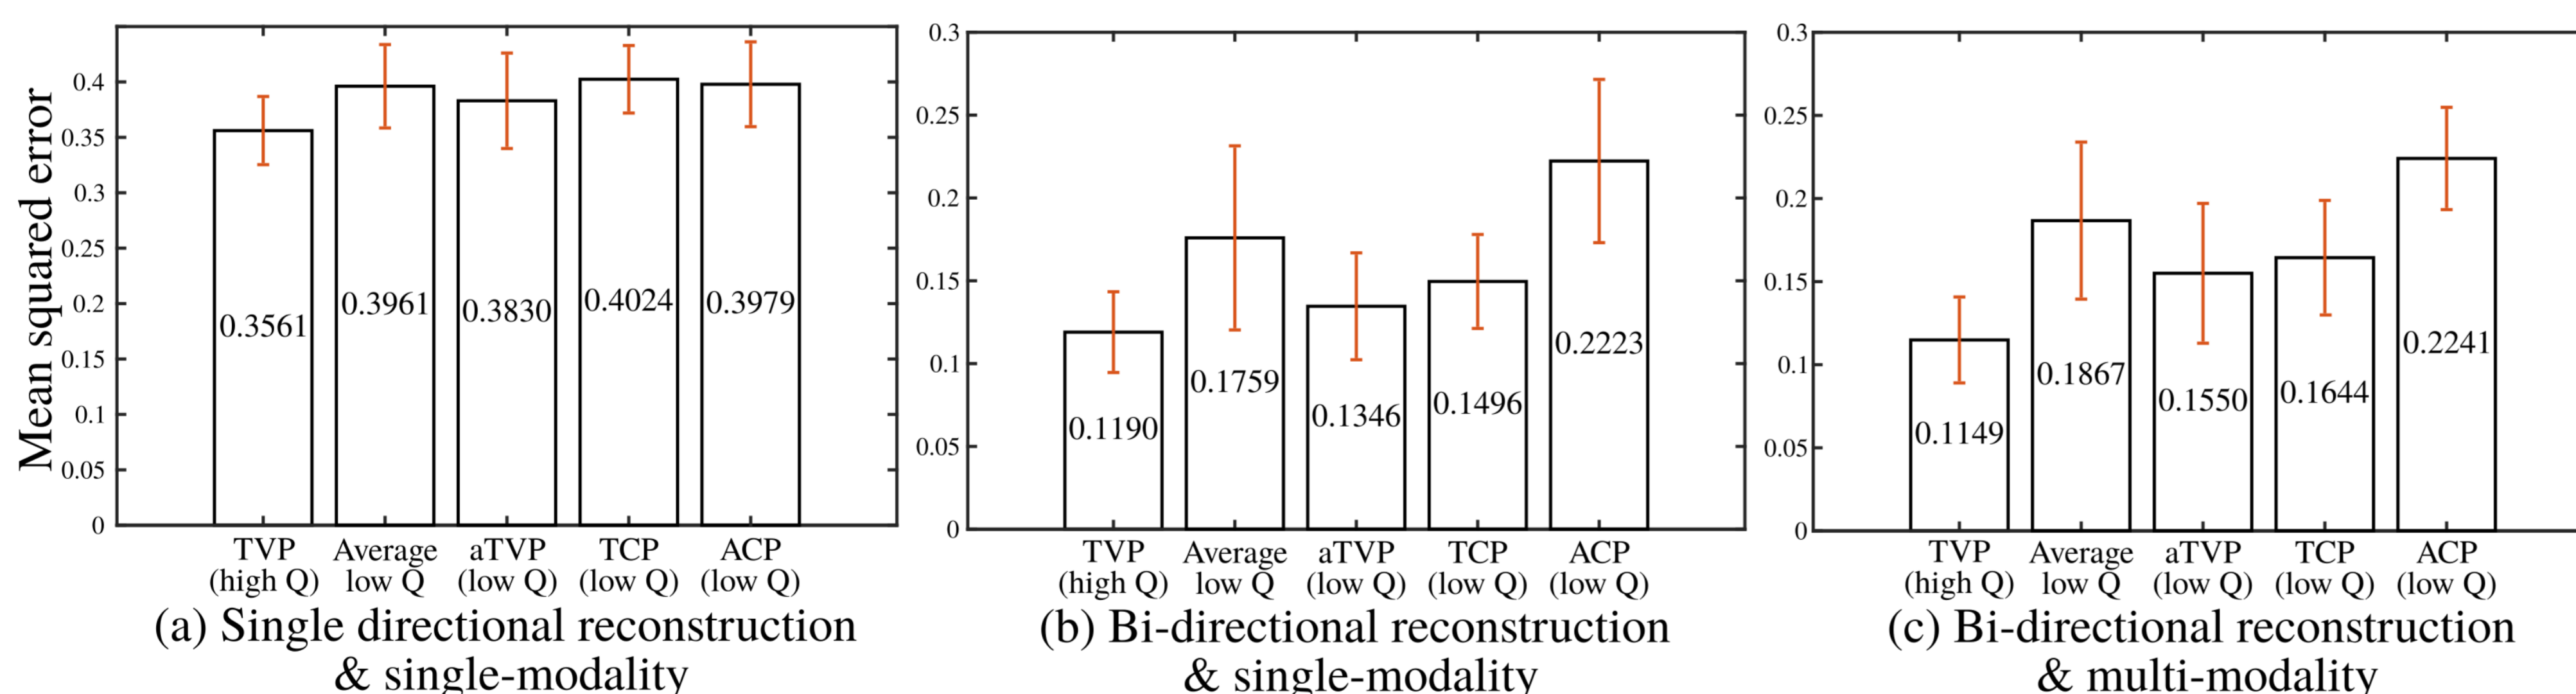 Mean squared error
0.4
0.35
0.3
0.25
0.2
0.15
0.1
0.05
0
0.3561
0.3961
0.3830
0.4024
0.3979
TVP Average aTVP TCP ACP
(high Q) low Q (low Q) (low Q) (low Q)
(a) Single directional reconstruction
& single-modality
0.3
0.25
0.2
0.15
0.1
0.05
0
0.1190
0.1759
0.1346
0.1496
0.2223
TVP Average aTVP TCP ACP
(high Q) low Q (low Q) (low Q) (low Q)
(b) Bi-directional reconstruction
& single-modality
0.3
0.25
0.2
0.15
0.1
0.05
0
0.1149
0.1867
0.1550
0.1644
0.2241
TVP Average aTVP TCP ACP
(high Q) low Q (low Q) (low Q) (low Q)
(c) Bi-directional reconstruction
& multi-modality